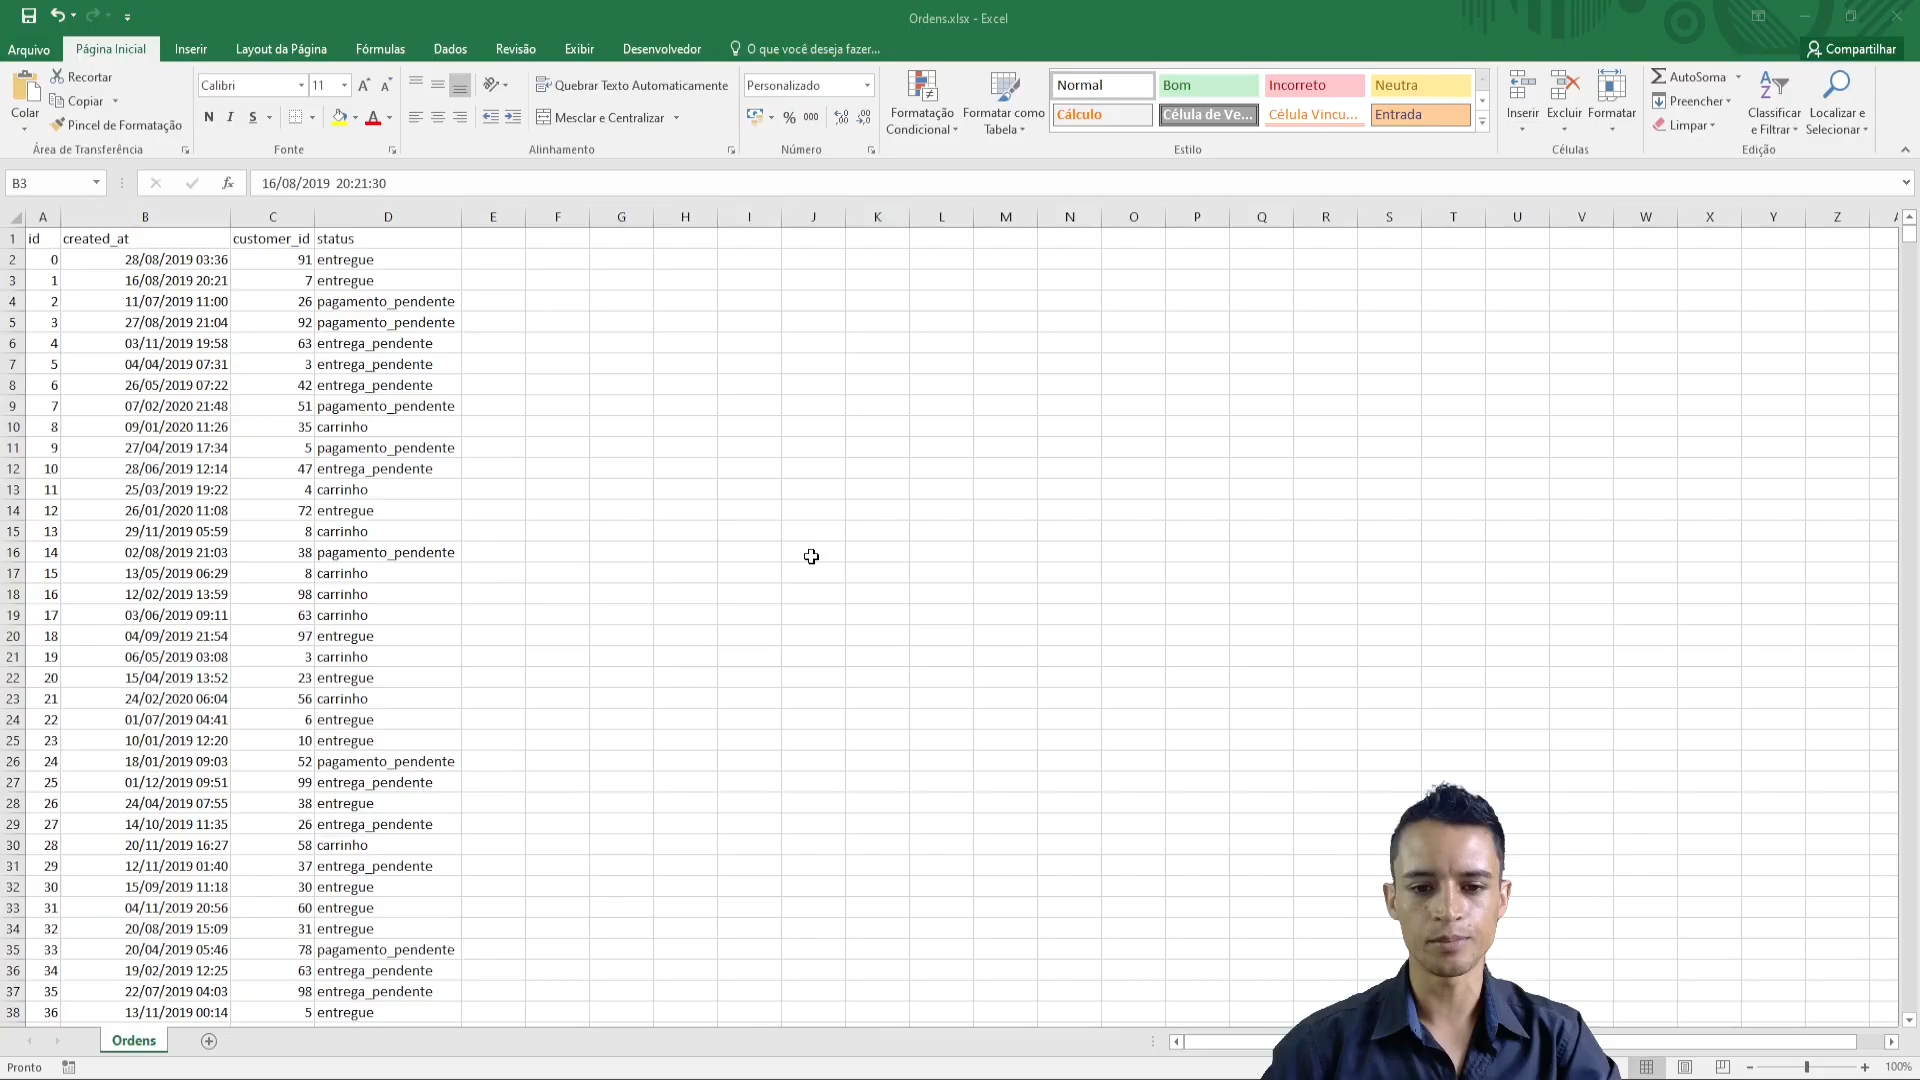 Ordens.xlsx - Excel
Arquivo Página Inicial Inserir Layout da Página Fórmulas Dados Revisão Exibir Desenvolvedor O que você deseja fazer... Compartilhar
Colar
Recortar
Copiar
Pincel de Formatação
Área de Transferência
Calibri 11
N I S
Fonte
Quebrar Texto Automaticamente
Mesclar e Centralizar
Alinhamento
Personalizado
% 000
Número
Formatação Condicional
Formatar como Tabela
Normal Bom Incorreto Neutra
Cálculo Célula de Ve... Célula Vincu... Entrada
Estilo
Inserir Excluir Formatar
Células
AutoSoma
Preencher
Limpar
Classificar e Filtrar
Localizar e Selecionar
Edição
B3 fx 16/08/2019 20:21:30
A B C D E F G H I J K L M N O P Q R S T U V W X Y Z
1 id created_at customer_id status
2 0 28/08/2019 03:36 91 entregue
3 1 16/08/2019 20:21 7 entregue
4 2 11/07/2019 11:00 26 pagamento_pendente
5 3 27/08/2019 21:04 92 pagamento_pendente
6 4 03/11/2019 19:58 63 entrega_pendente
7 5 04/04/2019 07:31 3 entrega_pendente
8 6 26/05/2019 07:22 42 entrega_pendente
9 7 07/02/2020 21:48 51 pagamento_pendente
10 8 09/01/2020 11:26 35 carrinho
11 9 27/04/2019 17:34 5 pagamento_pendente
12 10 28/06/2019 12:14 47 entrega_pendente
13 11 25/03/2019 19:22 4 carrinho
14 12 26/01/2020 11:08 72 entregue
15 13 29/11/2019 05:59 8 carrinho
16 14 02/08/2019 21:03 38 pagamento_pendente
17 15 13/05/2019 06:29 8 carrinho
18 16 12/02/2019 13:59 98 carrinho
19 17 03/06/2019 09:11 63 carrinho
20 18 04/09/2019 21:54 97 entregue
21 19 06/05/2019 03:08 3 carrinho
22 20 15/04/2019 13:52 23 entregue
23 21 24/02/2020 06:04 56 carrinho
24 22 01/07/2019 04:41 6 entregue
25 23 10/01/2019 12:20 10 entregue
26 24 18/01/2019 09:03 52 pagamento_pendente
27 25 01/12/2019 09:51 99 entrega_pendente
28 26 24/04/2019 07:55 38 entregue
29 27 14/10/2019 11:35 26 entrega_pendente
30 28 20/11/2019 16:27 58 carrinho
31 29 12/11/2019 01:40 37 entrega_pendente
32 30 15/09/2019 11:18 30 entregue
33 31 04/11/2019 20:56 60 entregue
34 32 20/08/2019 15:09 31 entregue
35 33 20/04/2019 05:46 78 pagamento_pendente
36 34 19/02/2019 12:25 63 entrega_pendente
37 35 22/07/2019 04:03 98 entrega_pendente
38 36 13/11/2019 00:14 5 entregue
Ordens
Pronto 100%